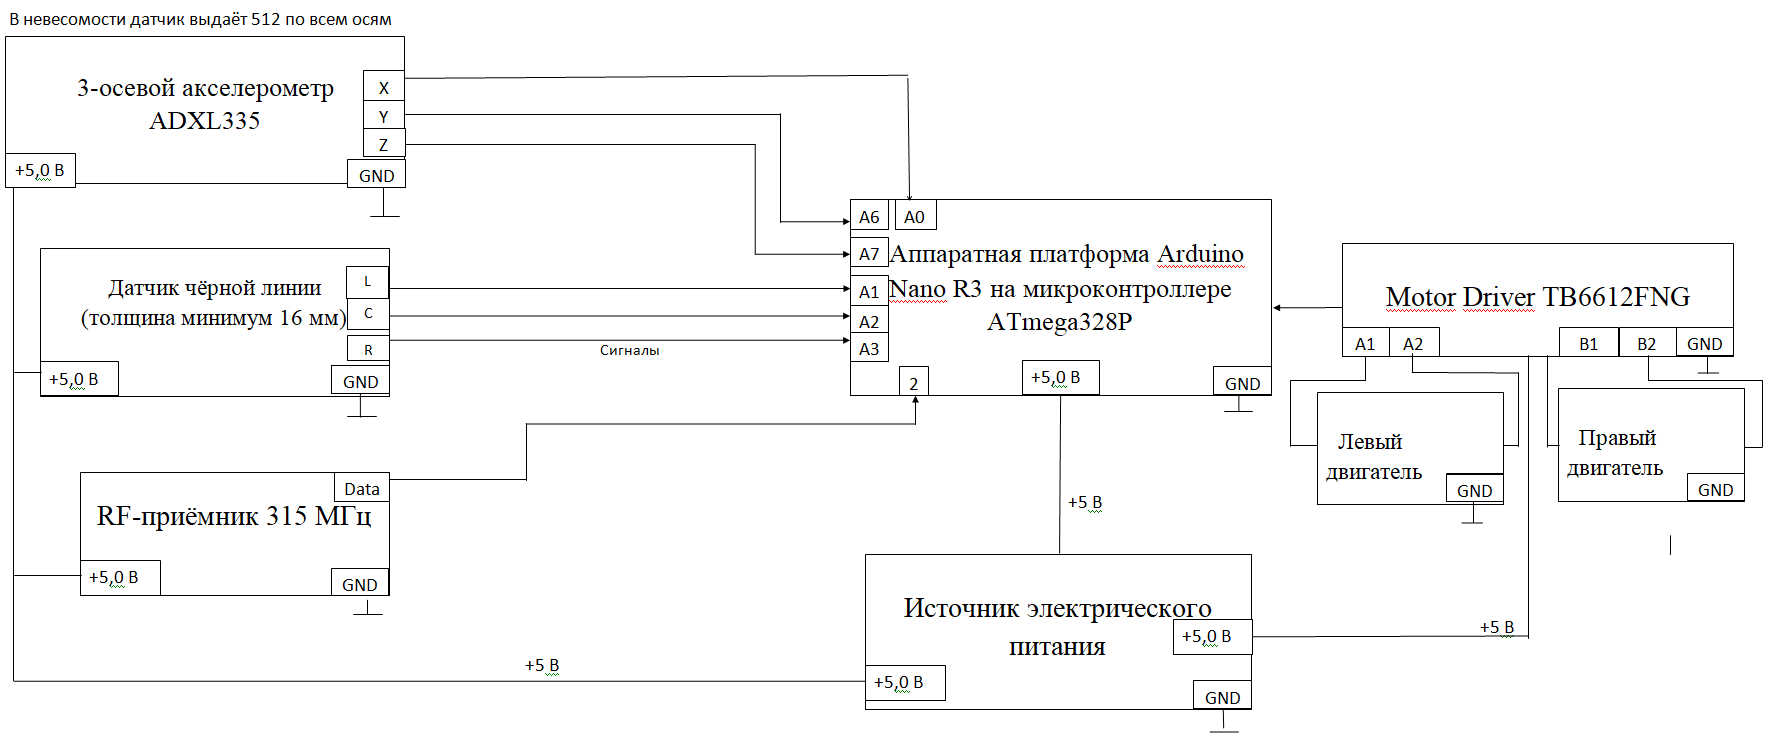 В невесомости датчик выдаёт 512 по всем осям
3-осевой акселерометр
ADXL335
X
Y
Z
+5,0 В
GND
Датчик чёрной линии
(толщина минимум 16 мм)
L
C
R
+5,0 В
GND
Сигналы
RF-приёмник 315 МГц
Data
+5,0 В
GND
A6
A0
A7
A1
A2
A3
Аппаратная платформа Arduino
Nano R3 на микроконтроллере
ATmega328P
2
+5,0 В
GND
Motor Driver TB6612FNG
A1
A2
B1
B2
GND
Левый
двигатель
GND
Правый
двигатель
GND
+5 В
Источник электрического
питания
+5,0 В
+5,0 В
GND
+5 В
+5 В